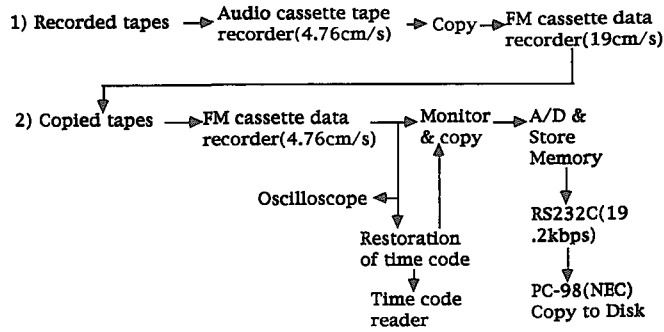 1) Recorded tapes
Audio cassette tape
recorder(4.76cm/s)
Copy
FM cassette data
recorder(19cm/s)
2) Copied tapes
FM cassette data
recorder(4.76cm/s)
Monitor
& copy
A/D &
Store
Memory
Oscilloscope
Restoration
of time code
Time code
reader
RS232C(19
.2kbps)
PC-98(NEC)
Copy to Disk